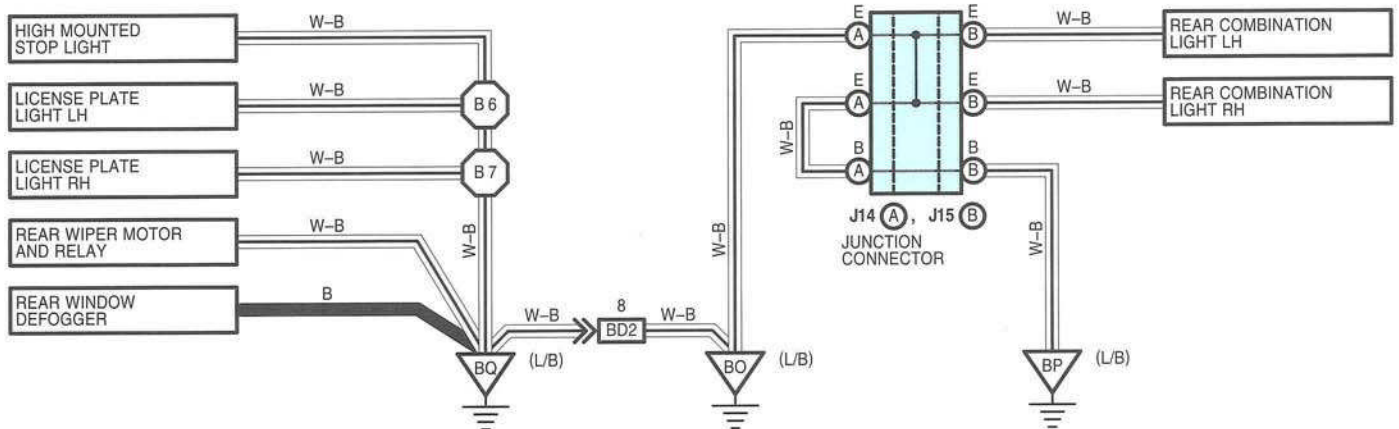 HIGH MOUNTED
STOP LIGHT
W–B
LICENSE PLATE
LIGHT LH
W–B
B 6
LICENSE PLATE
LIGHT RH
W–B
B 7
REAR WIPER MOTOR
AND RELAY
W–B
W–B
REAR WINDOW
DEFOGGER
B
BQ
(L/B)
W–B
8
BD2
W–B
BO
(L/B)
W–B
E
A
E
A
W–B
B
A
E
B
E
B
B
B
J14 A , J15 B
JUNCTION
CONNECTOR
W–B
REAR COMBINATION
LIGHT LH
W–B
REAR COMBINATION
LIGHT RH
W–B
BP
(L/B)